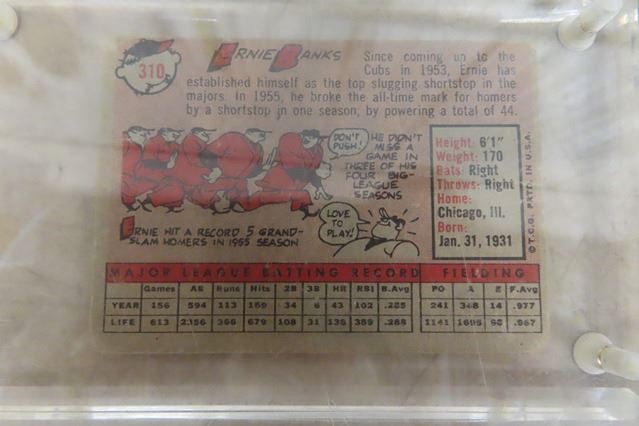 310
ERNIE BANKS
Since coming up to the
Cubs in 1953, Ernie has
established himself as the top slugging shortstop in the
majors. In 1955, he broke the all-time mark for homers
by a shortstop in one season, by powering a total of 44.
DON'T PUSH!
HE DIDN'T
MISS A
GAME IN
THREE OF HIS
FOUR BIG-
LEAGUE
SEASONS
LOVE TO PLAY!
ERNIE HIT A RECORD 5 GRAND-
SLAM HOMERS IN 1955 SEASON
Height: 6'1"
Weight: 170
Bats: Right
Throws: Right
Home:
Chicago, Ill.
Born:
Jan. 31, 1931
© T.C.G. PRTD. IN U.S.A.
MAJOR LEAGUE BATTING RECORD FIELDING
Games AB Runs Hits 2B 3B HR RBI B.Avg PO A E F.Avg
YEAR 156 594 113 169 34 6 43 102 .285 241 348 14 .977
LIFE 613 2356 366 679 108 31 136 389 .288 1141 1695 .967